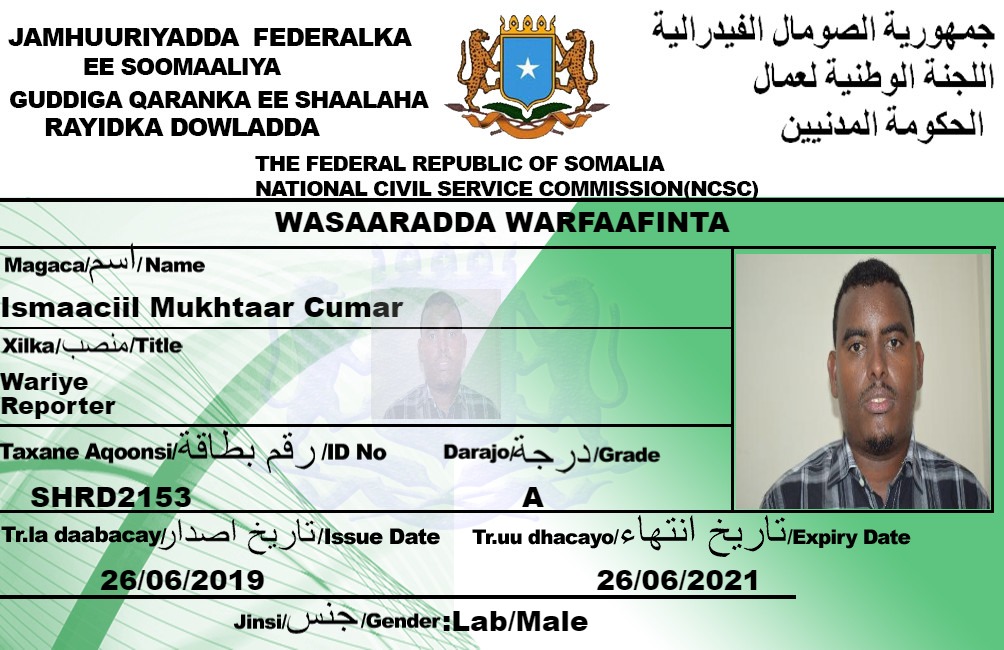 JAMHUURIYADDA FEDERALKA
EE SOOMAALIYA
GUDDIGA QARANKA EE SHAALAHA
RAYIDKA DOWLADDA
جمهورية الصومال الفيدرالية
اللجنة الوطنية لعمال
الحكومة المدنيين
THE FEDERAL REPUBLIC OF SOMALIA
NATIONAL CIVIL SERVICE COMMISSION(NCSC)
WASAARADDA WARFAAFINTA
Magaca/اسم/Name
Ismaaciil Mukhtaar Cumar
Xilka/منصب/Title
Wariye
Reporter
Taxane Aqoonsi/رقم بطاقة/ID No
Darajo/درجة/Grade
SHRD2153
A
Tr.la daabacay/تاريخ اصدار/Issue Date
Tr.uu dhacayo/تاريخ انتهاء/Expiry Date
26/06/2019
26/06/2021
Jinsi/جنس/Gender:Lab/Male